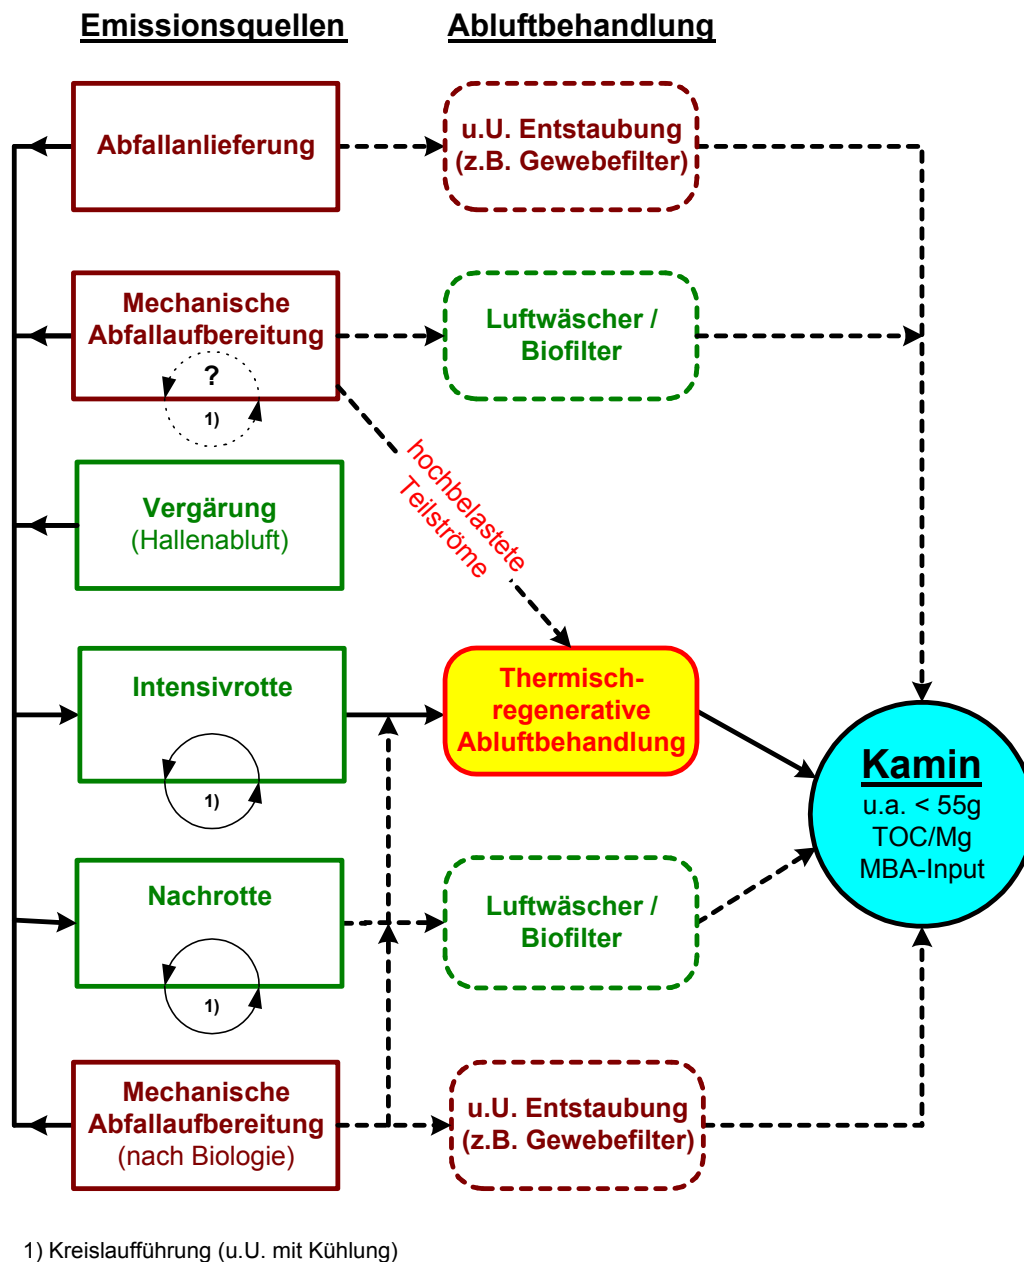 Emissionsquellen
Abluftbehandlung
Abfallanlieferung
u.U. Entstaubung
(z.B. Gewebefilter)
Mechanische
Abfallaufbereitung
?
1)
Luftwäscher /
Biofilter
hochbelastete
Teilströme
Vergärung
(Hallenabluft)
Intensivrotte
1)
Thermisch-
regenerative
Abluftbehandlung
Kamin
u.a. < 55g
TOC/Mg
MBA-Input
Nachrotte
1)
Luftwäscher /
Biofilter
Mechanische
Abfallaufbereitung
(nach Biologie)
u.U. Entstaubung
(z.B. Gewebefilter)
1) Kreislaufführung (u.U. mit Kühlung)